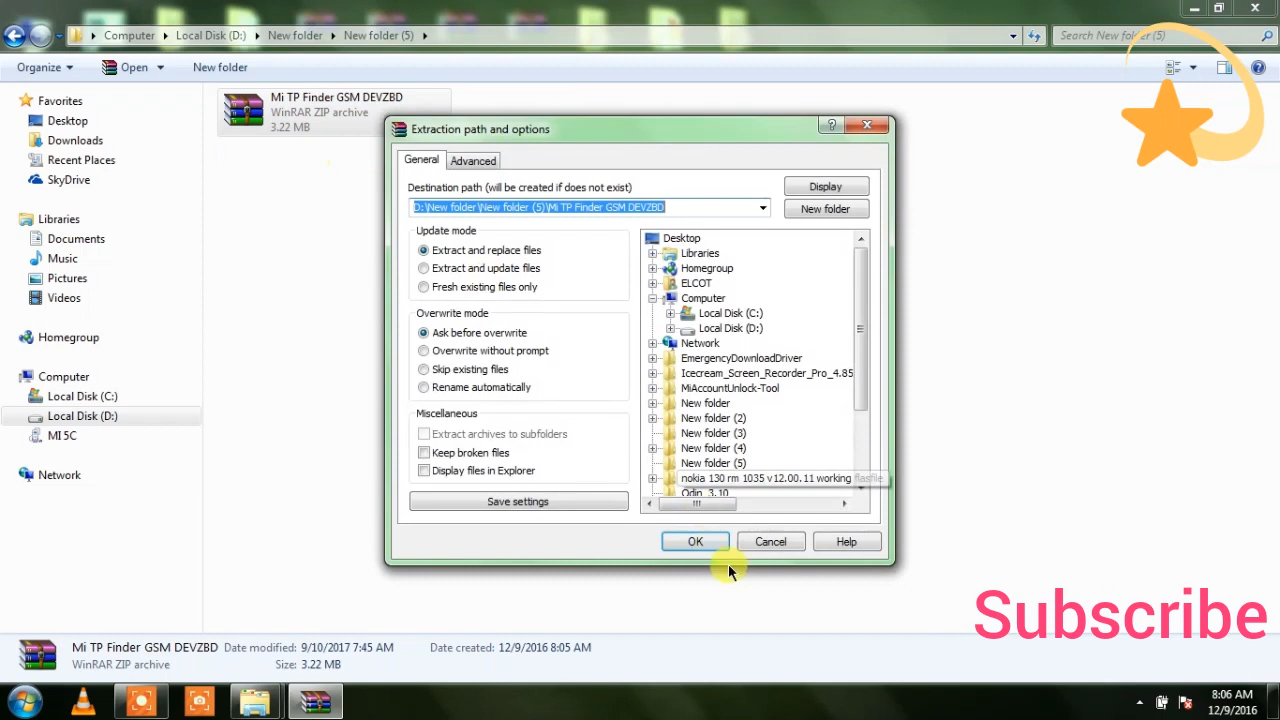 Computer
Local Disk (D:)
New folder
New folder (5)
Search New folder (5)
Organize
Open
New folder
Favorites
Desktop
Downloads
Recent Places
SkyDrive
Libraries
Documents
Music
Pictures
Videos
Homegroup
Computer
Local Disk (C:)
Local Disk (D:)
MI 5C
Network
Mi TP Finder GSM DEVZBD
WinRAR ZIP archive
3.22 MB
Extraction path and options
General
Advanced
Destination path (will be created if does not exist)
D:\New folder\New folder (5)\Mi TP Finder GSM DEVZBD
Display
New folder
Update mode
Extract and replace files
Extract and update files
Fresh existing files only
Overwrite mode
Ask before overwrite
Overwrite without prompt
Skip existing files
Rename automatically
Miscellaneous
Extract archives to subfolders
Keep broken files
Display files in Explorer
Save settings
Desktop
Libraries
Homegroup
ELCOT
Computer
Local Disk (C:)
Local Disk (D:)
Network
EmergencyDownloadDriver
Icecream_Screen_Recorder_Pro_4.85
MiAccountUnlock-Tool
New folder
New folder (2)
New folder (3)
New folder (4)
New folder (5)
nokia 130 rm 1035 v12.00.11 working flasfile
Odin_3.10
OK
Cancel
Help
Subscribe
Mi TP Finder GSM DEVZBD
Date modified: 9/10/2017 7:45 AM
Date created: 12/9/2016 8:05 AM
WinRAR ZIP archive
Size: 3.22 MB
8:06 AM
12/9/2016